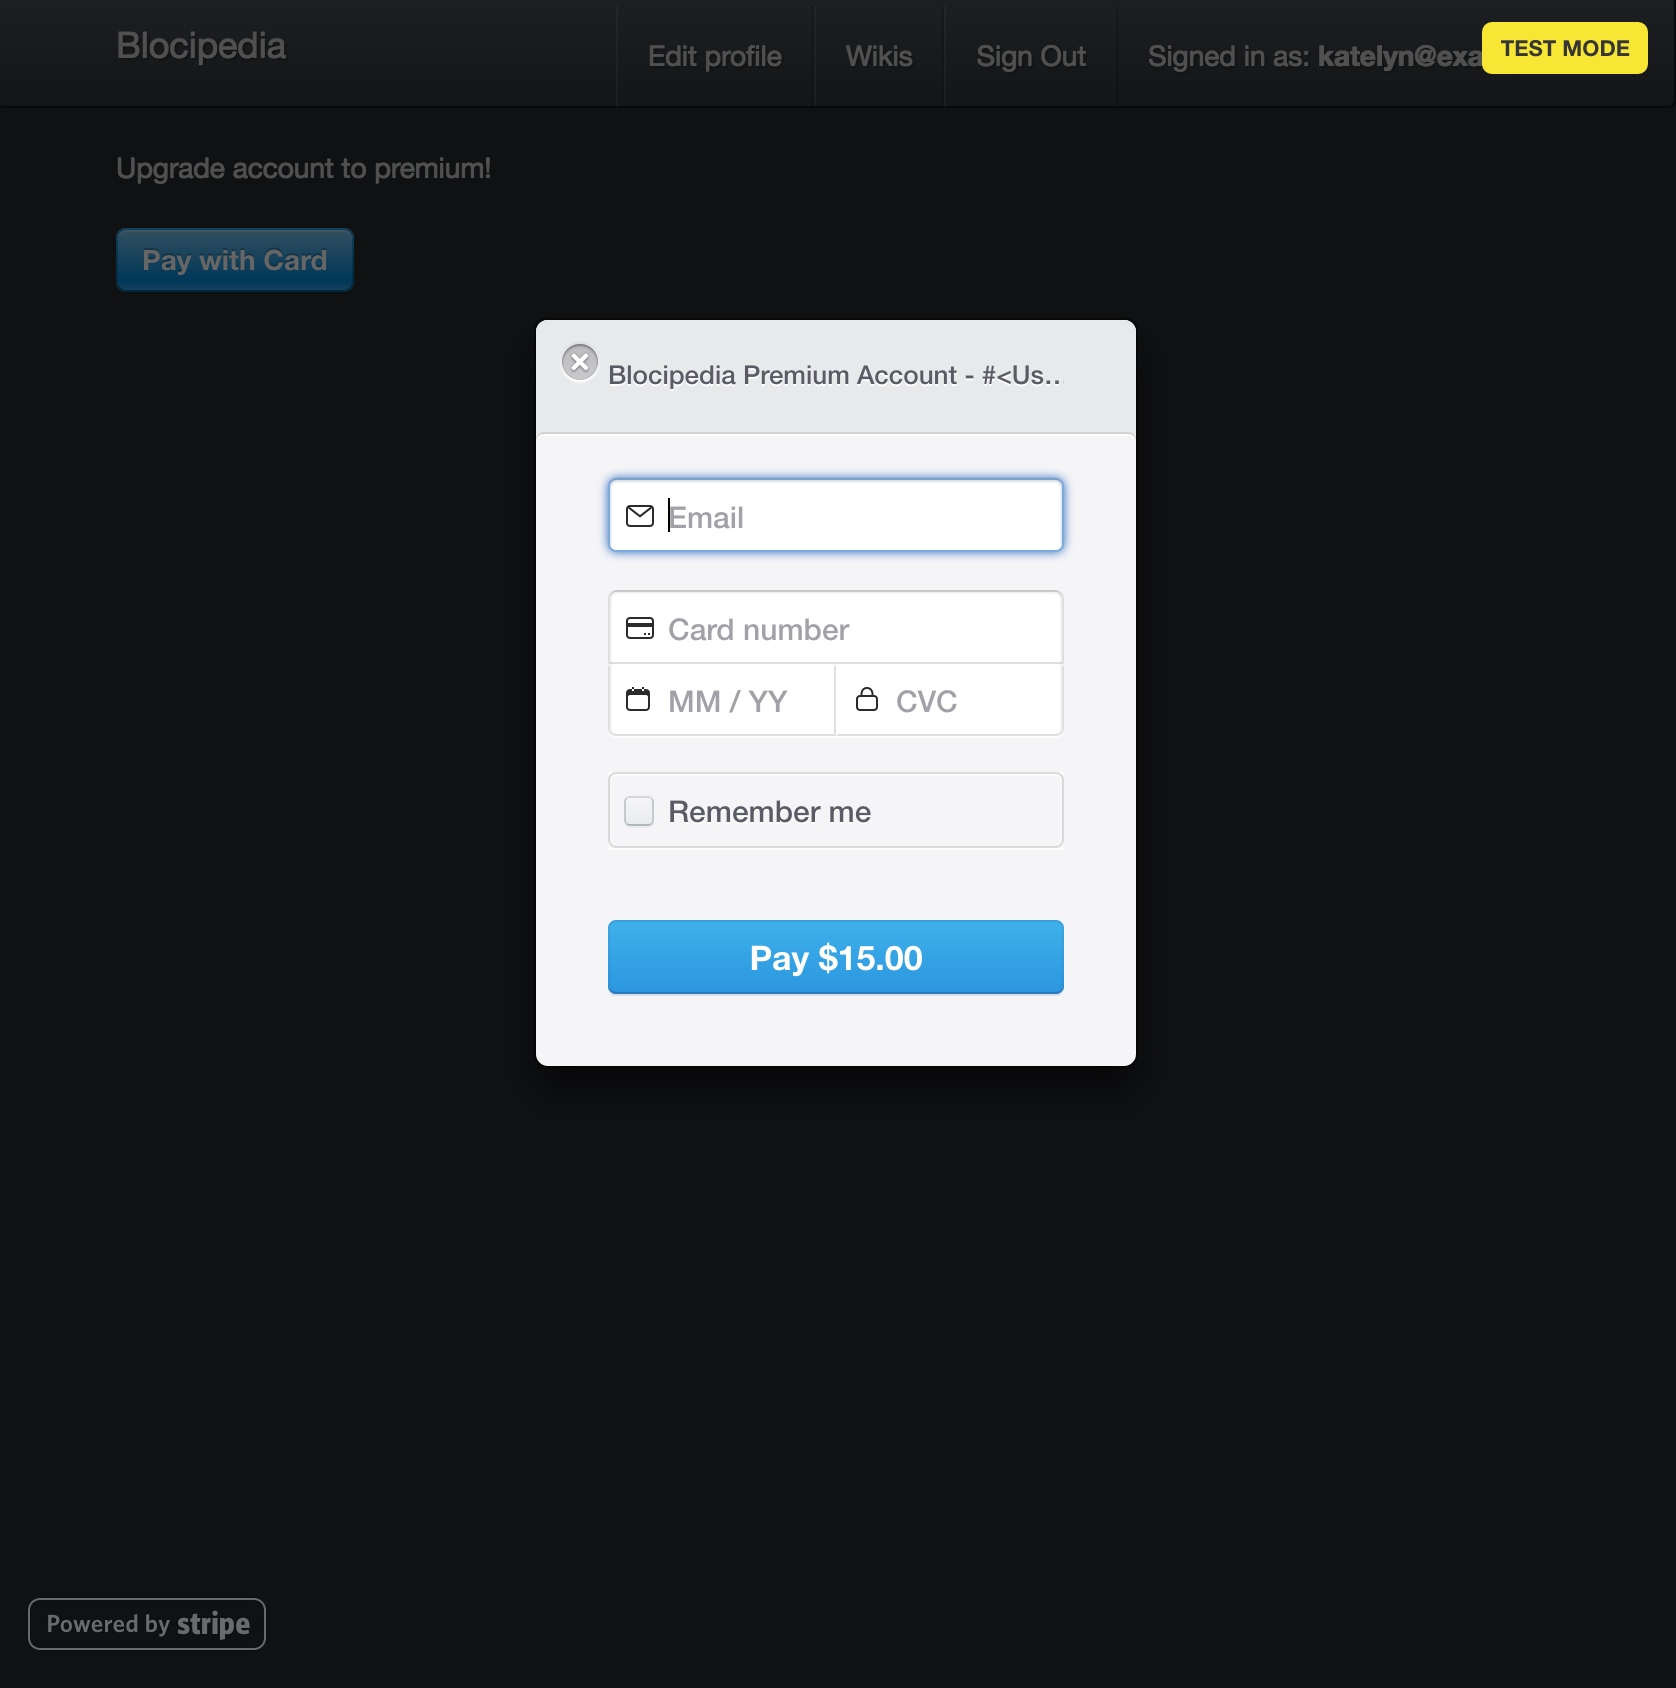 Blocipedia
Edit profile
Wikis
Sign Out
Signed in as: katelyn@exa
TEST MODE
Upgrade account to premium!
Pay with Card
Blocipedia Premium Account - #<Us..
Email
Card number
MM / YY
CVC
Remember me
Pay $15.00
Powered by stripe